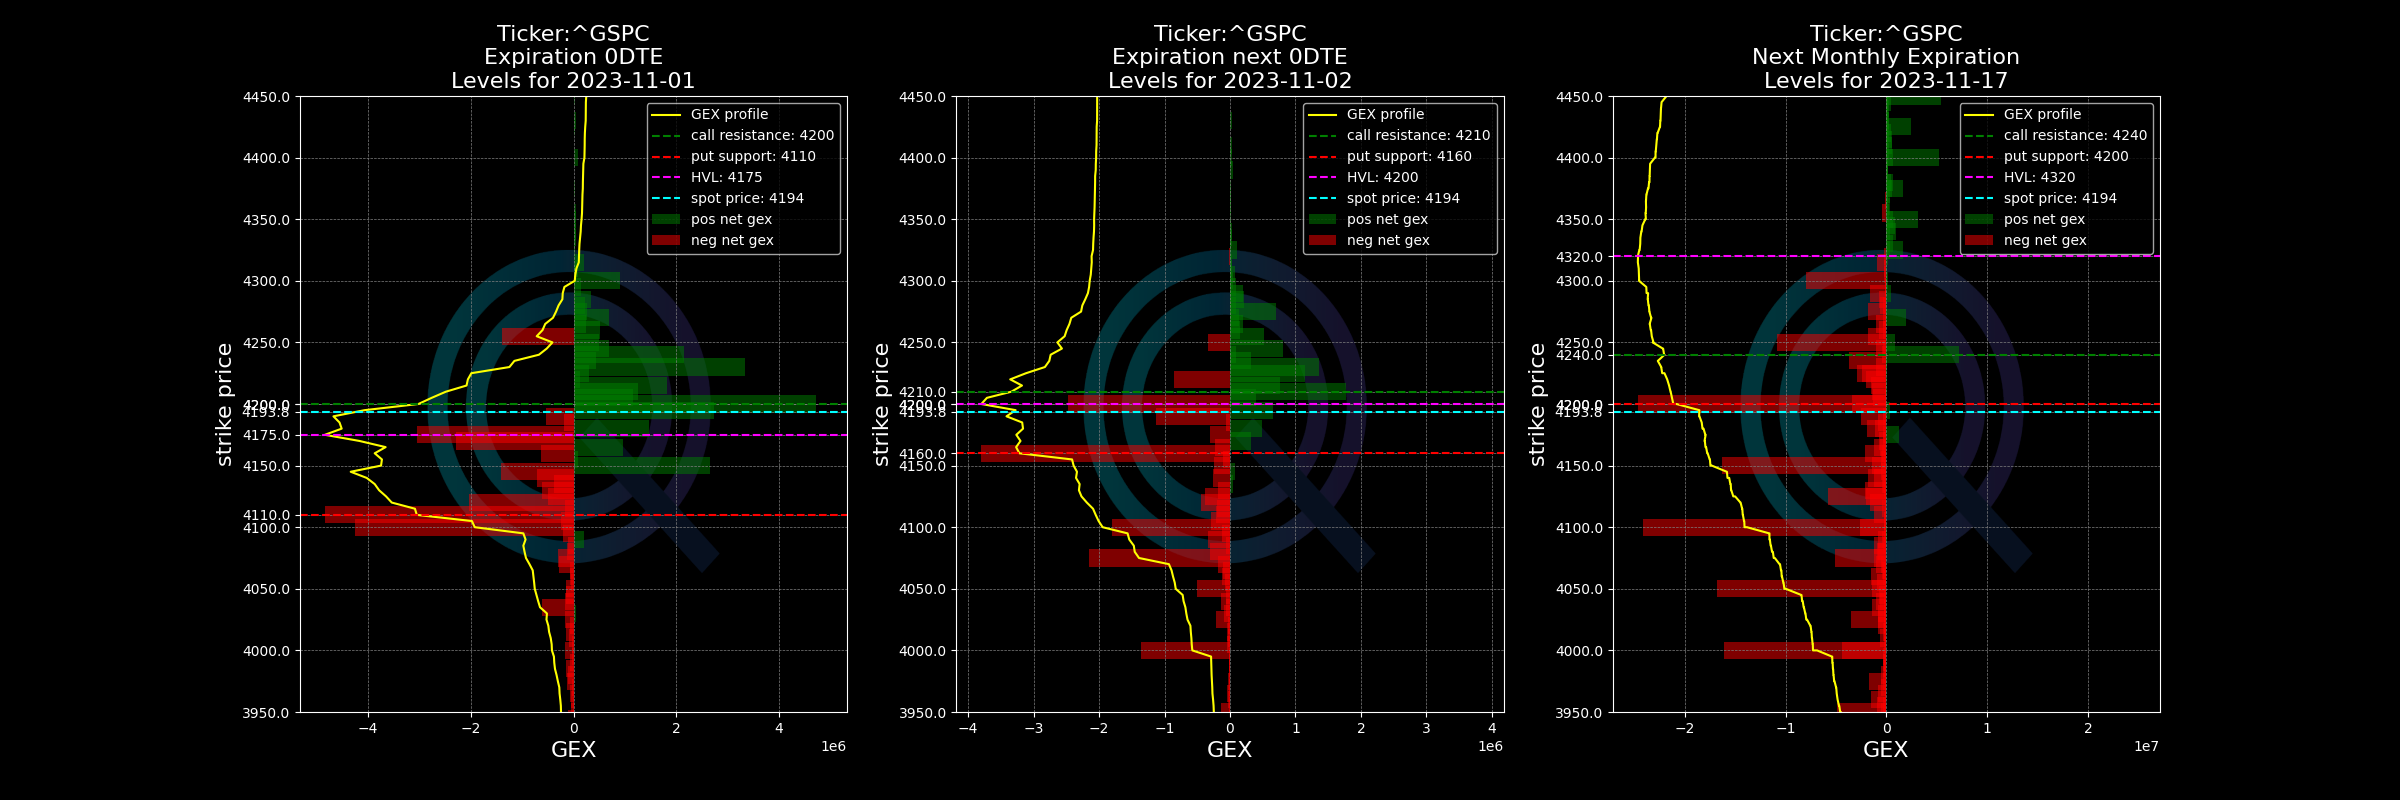 Ticker:^GSPC
Expiration 0DTE
Levels for 2023-11-01
4450.0
4400.0
4350.0
4300.0
4250.0
4200.0
4193.8
4175.0
4150.0
4110.0
4100.0
4050.0
4000.0
3950.0
strike price
GEX profile
call resistance: 4200
put support: 4110
HVL: 4175
spot price: 4194
pos net gex
neg net gex
−4
−2
0
2
4
1e6
GEX
Ticker:^GSPC
Expiration next 0DTE
Levels for 2023-11-02
4450.0
4400.0
4350.0
4300.0
4250.0
4210.0
4200.0
4193.8
4160.0
4150.0
4100.0
4050.0
4000.0
3950.0
strike price
GEX profile
call resistance: 4210
put support: 4160
HVL: 4200
spot price: 4194
pos net gex
neg net gex
−4
−3
−2
−1
0
1
2
3
4
1e6
GEX
Ticker:^GSPC
Next Monthly Expiration
Levels for 2023-11-17
4450.0
4400.0
4350.0
4320.0
4300.0
4250.0
4240.0
4200.0
4193.8
4150.0
4100.0
4050.0
4000.0
3950.0
strike price
GEX profile
call resistance: 4240
put support: 4200
HVL: 4320
spot price: 4194
pos net gex
neg net gex
−2
−1
0
1
2
1e7
GEX